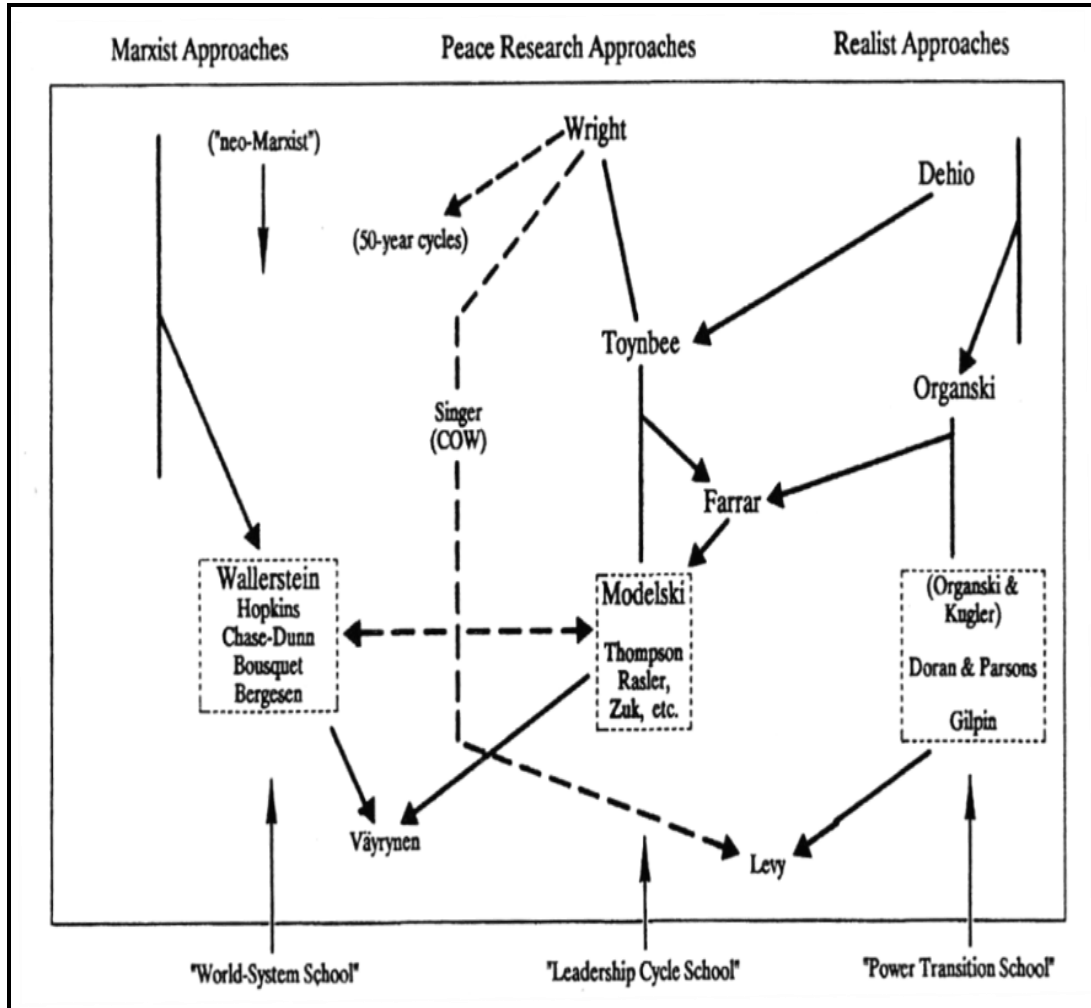 Marxist Approaches
Peace Research Approaches
Realist Approaches
("neo-Marxist")
Wright
Dehio
(50-year cycles)
Toynbee
Organski
Singer
(COW)
Farrar
Wallerstein
Hopkins
Chase-Dunn
Bousquet
Bergesen
Modelski
Thompson
Rasler,
Zuk, etc.
(Organski &
Kugler)
Doran & Parsons
Gilpin
Väyrynen
Levy
"World-System School"
"Leadership Cycle School"
"Power Transition School"